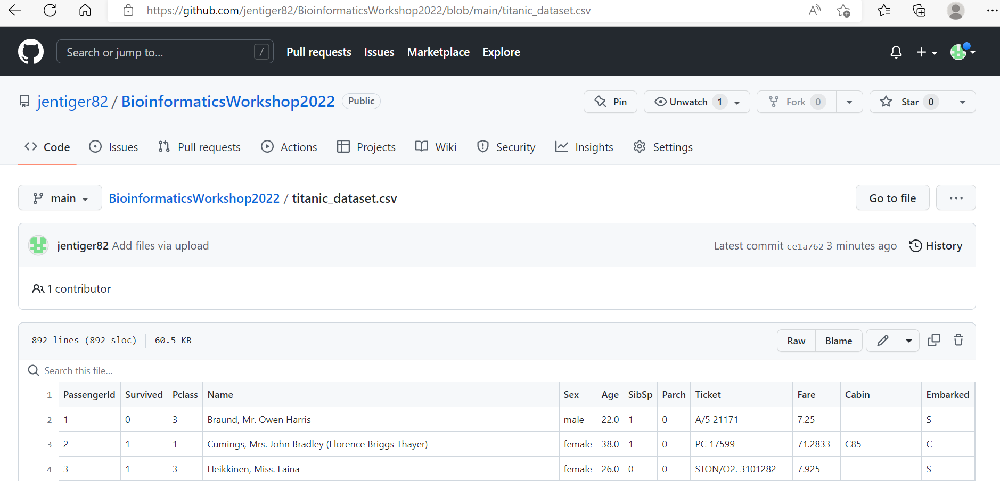 https://github.com/jentiger82/BioinformaticsWorkshop2022/blob/main/titanic_dataset.csv
Search or jump to... / Pull requests Issues Marketplace Explore
jentiger82 / BioinformaticsWorkshop2022 Public Pin Unwatch 1 Fork 0 Star 0
Code Issues Pull requests Actions Projects Wiki Security Insights Settings
main BioinformaticsWorkshop2022 / titanic_dataset.csv Go to file ...
jentiger82 Add files via upload Latest commit ce1a762 3 minutes ago History
1 contributor
892 lines (892 sloc) 60.5 KB Raw Blame
Search this file...
1 PassengerId Survived Pclass Name Sex Age SibSp Parch Ticket Fare Cabin Embarked
2 1 0 3 Braund, Mr. Owen Harris male 22.0 1 0 A/5 21171 7.25 S
3 2 1 1 Cumings, Mrs. John Bradley (Florence Briggs Thayer) female 38.0 1 0 PC 17599 71.2833 C85 C
4 3 1 3 Heikkinen, Miss. Laina female 26.0 0 0 STON/O2. 3101282 7.925 S